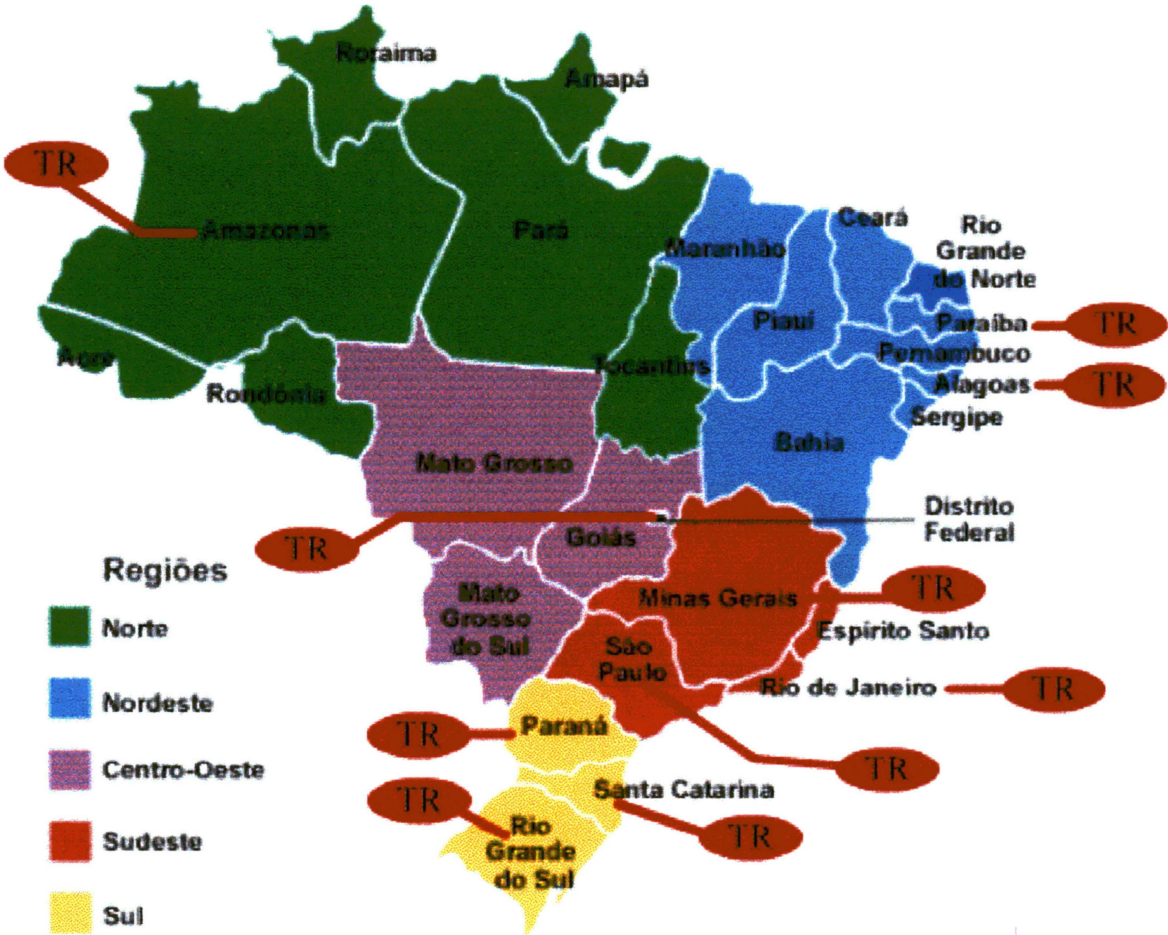 Roraima
Amapá
TR
Amazonas
Pará
Maranhão
Ceará
Rio
Grande
do Norte
Piauí
Paraíba
TR
Acre
Rondônia
Tocantins
Pernambuco
Alagoas
TR
Sergipe
Bahia
Mato Grosso
Distrito
Federal
TR
Goiás
Regiões
Norte
Nordeste
Centro-Oeste
Sudeste
Sul
Mato
Grosso
do Sul
Minas Gerais
TR
Espírito Santo
São
Paulo
Rio de Janeiro
TR
TR
Paraná
TR
Santa Catarina
TR
TR
Rio
Grande
do Sul